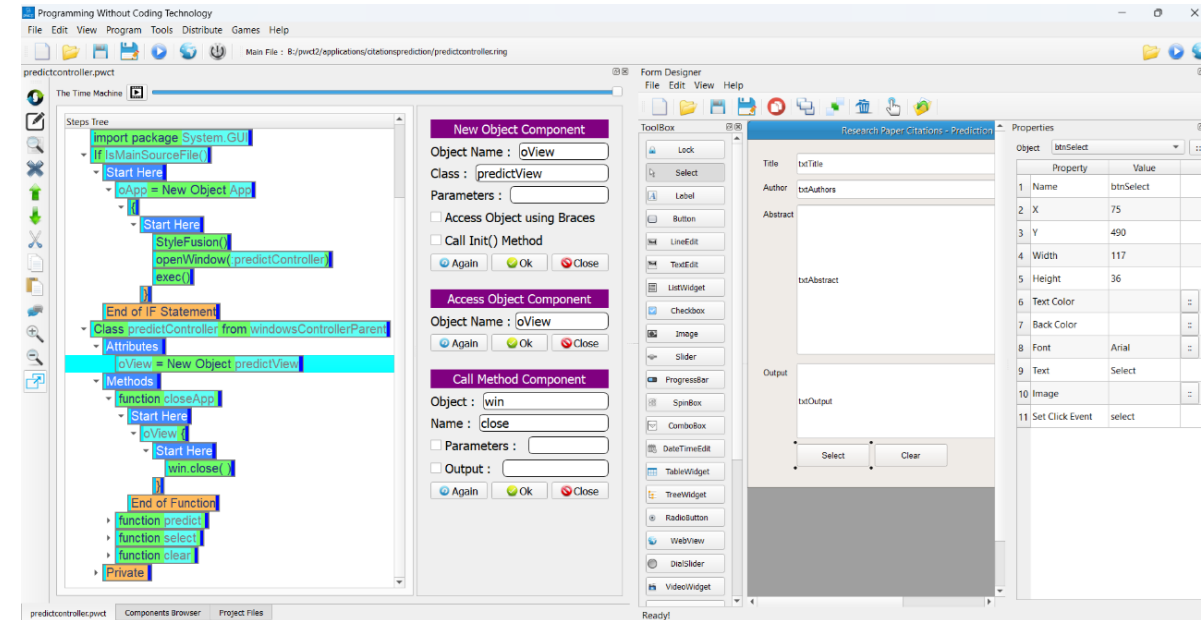 Programming Without Coding Technology
File Edit View Program Tools Distribute Games Help
Main File : B:/pwct2/applications/citationsprediction/predictcontroller.ring
predictcontroller.pwct
The Time Machine
Steps Tree
import package System.GUI
If IsMainSourceFile()
Start Here
oApp = New Object App
{
Start Here
StyleFusion()
openWindow(:predictController)
exec()
}
End of IF Statement
Class predictController from windowsControllerParent
Attributes
oView = New Object predictView
Methods
function closeApp
Start Here
oView {
Start Here
win.close( )
}
End of Function
function predict
function select
function clear
Private
New Object Component
Object Name : oView
Class : predictView
Parameters :
Access Object using Braces
Call Init() Method
Again Ok Close
Access Object Component
Object Name : oView
Again Ok Close
Call Method Component
Object : win
Name : close
Parameters :
Output :
Again Ok Close
predictcontroller.pwct Components Browser Project Files
Form Designer
File Edit View Help
ToolBox
Lock
Select
Label
Button
LineEdit
TextEdit
ListWidget
Checkbox
Image
Slider
ProgressBar
SpinBox
ComboBox
DateTimeEdit
TableWidget
TreeWidget
RadioButton
WebView
DialSlider
VideoWidget
Research Paper Citations - Prediction
Title txtTitle
Author txtAuthors
Abstract
txtAbstract
Output
txtOutput
Select Clear
Properties
Object btnSelect
Property Value
1 Name btnSelect
2 X 75
3 Y 490
4 Width 117
5 Height 36
6 Text Color
7 Back Color
8 Font Arial
9 Text Select
10 Image
11 Set Click Event select
Ready!